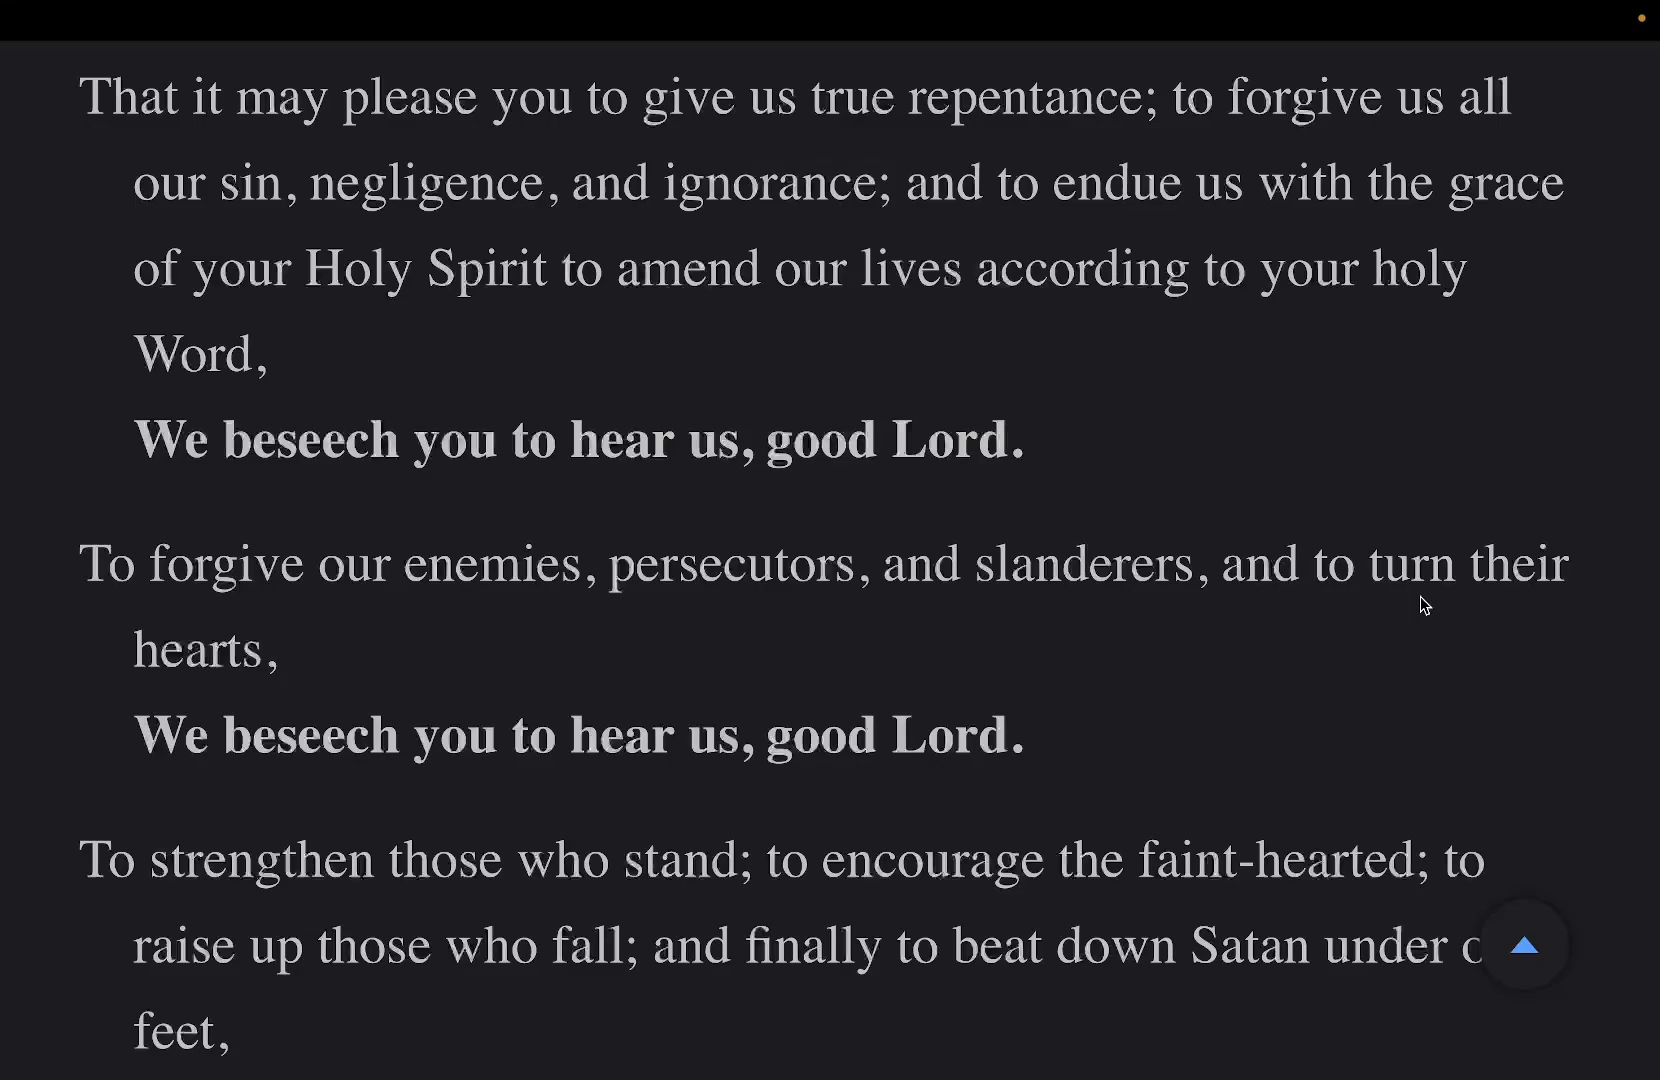 That it may please you to give us true repentance; to forgive us all
our sin, negligence, and ignorance; and to endue us with the grace
of your Holy Spirit to amend our lives according to your holy
Word,
We beseech you to hear us, good Lord.
To forgive our enemies, persecutors, and slanderers, and to turn their
hearts,
We beseech you to hear us, good Lord.
To strengthen those who stand; to encourage the faint-hearted; to
raise up those who fall; and finally to beat down Satan under
feet,